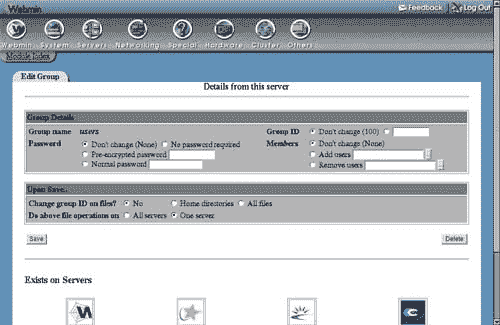 Webmin
Feedback Log Out
Webmin System Servers Networking Special Hardware Cluster Others
Module Index
Edit Group
Details from this server
Group Details
Group name users Group ID Don't change (100)
Password Don't change (None) No password required Members Don't change (None)
Pre-encrypted password Add users
Normal password Remove users
Upon Save..
Change group ID on files? No Home directories All files
Do above file operations on All servers One server
Save Delete
Exists on Servers